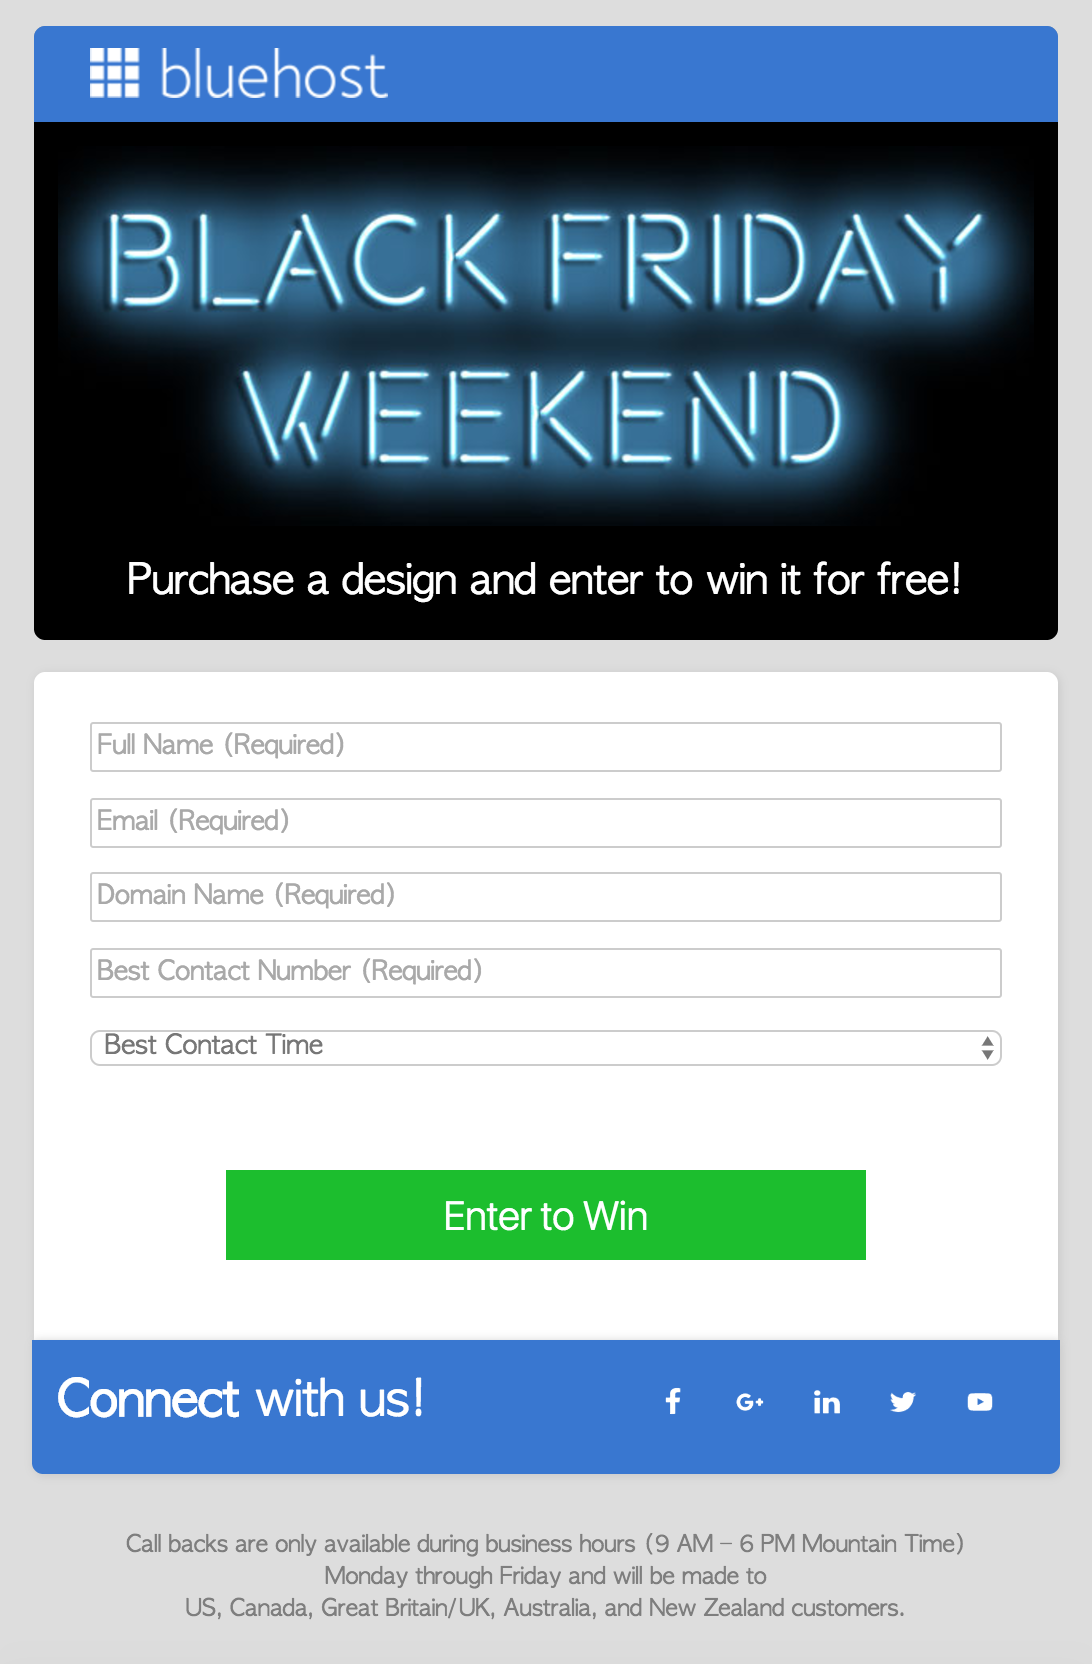 bluehost
BLACK FRIDAY
WEEKEND
Purchase a design and enter to win it for free!
Full Name (Required)
Email (Required)
Domain Name (Required)
Best Contact Number (Required)
Best Contact Time
Enter to Win
Connect with us!
Call backs are only available during business hours (9 AM – 6 PM Mountain Time)
Monday through Friday and will be made to
US, Canada, Great Britain/UK, Australia, and New Zealand customers.